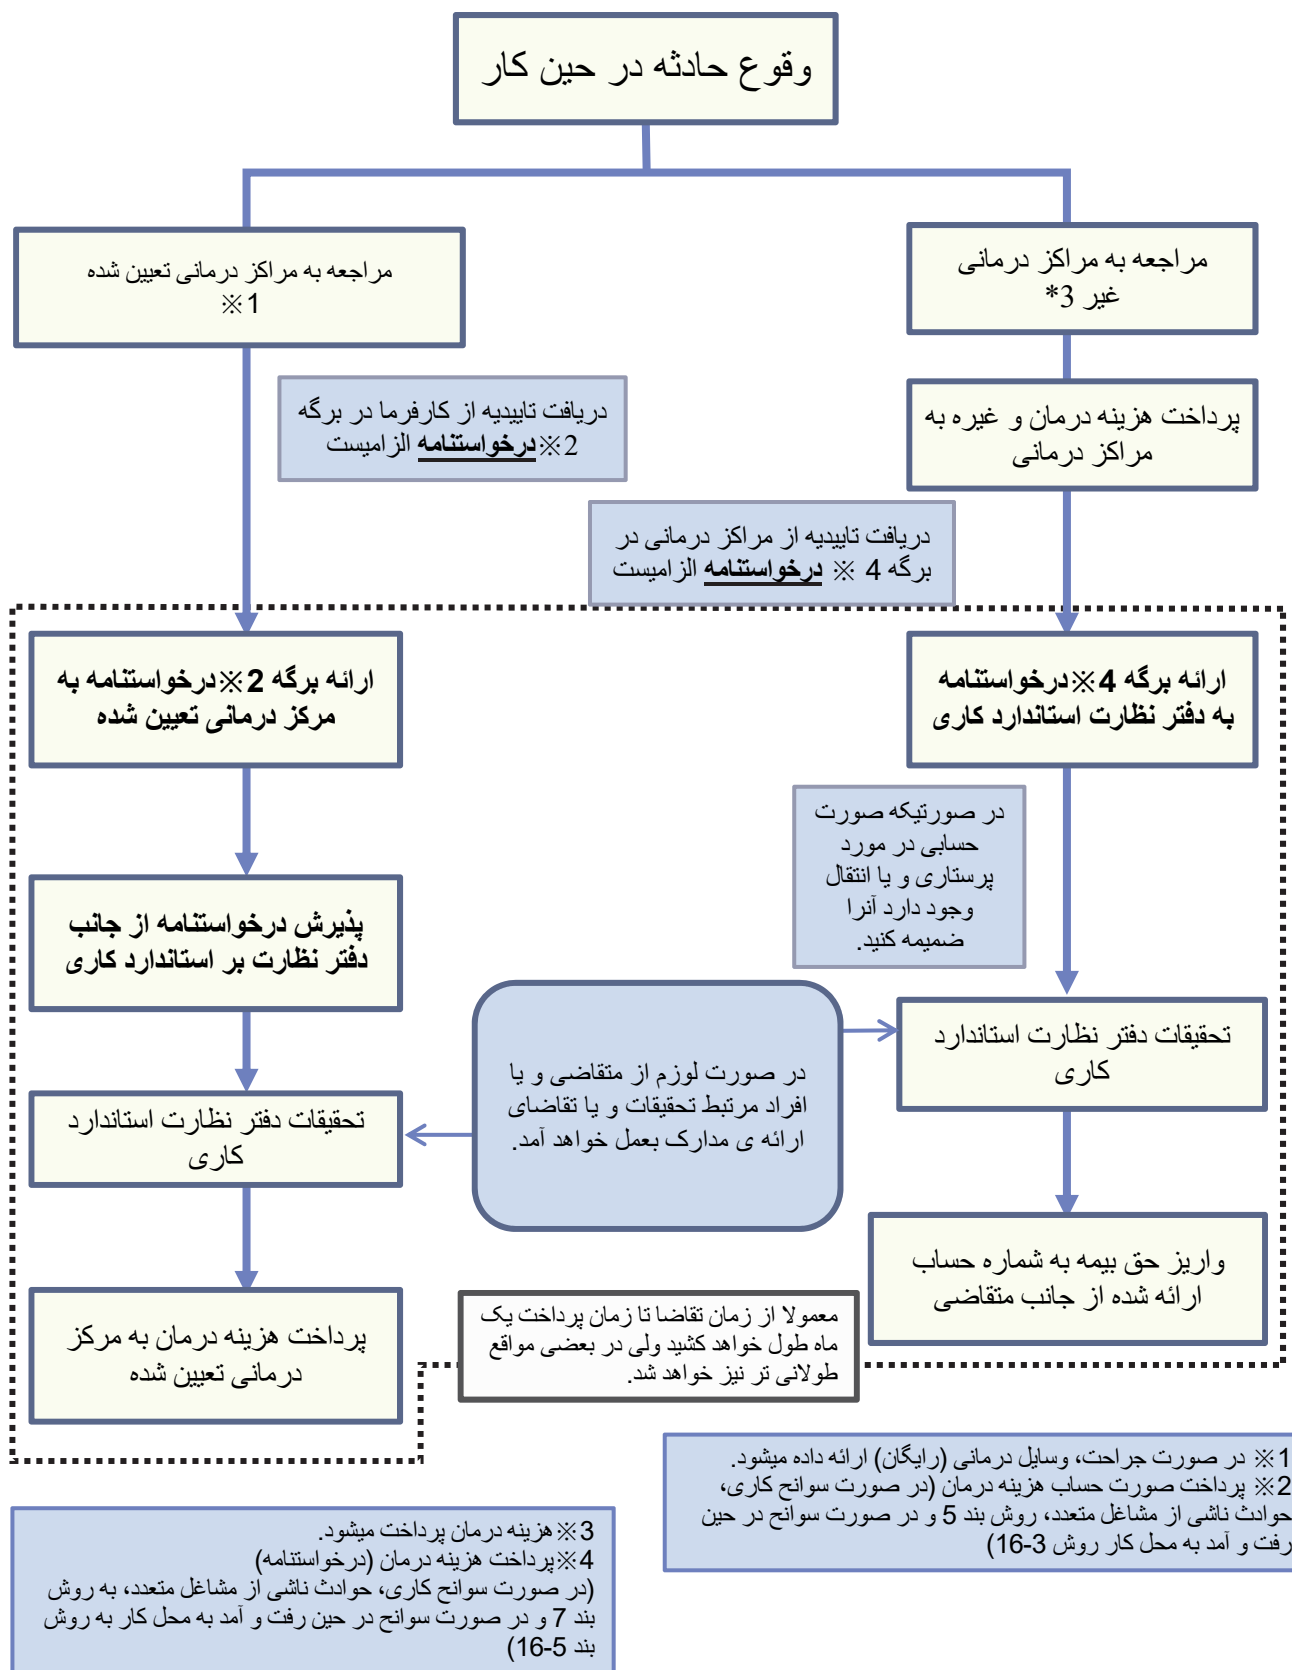 وقوع حادثه در حین کار
مراجعه به مراکز درمانی
غیر 3*
مراجعه به مراکز درمانی تعیین شده
※1
پرداخت هزینه درمان و غیره به
مراکز درمانی
دریافت تاییدیه از کارفرما در برگه
2※درخواستنامه الزامیست
دریافت تاییدیه از مراکز درمانی در
برگه 4 ※ درخواستنامه الزامیست
ارائه برگه 4※درخواستنامه
به دفتر نظارت استاندارد کاری
ارائه برگه 2※درخواستنامه به
مرکز درمانی تعیین شده
در صورتیکه صورت
حسابی در مورد
پرستاری و یا انتقال
وجود دارد آنرا
ضمیمه کنید.
پذیرش درخواستنامه از جانب
دفتر نظارت بر استاندارد کاری
تحقیقات دفتر نظارت استاندارد
کاری
در صورت لوزم از متقاضی و یا
افراد مرتبط تحقیقات و یا تقاضای
ارائه ی مدارک بعمل خواهد آمد.
تحقیقات دفتر نظارت استاندارد
کاری
واریز حق بیمه به شماره حساب
ارائه شده از جانب متقاضی
پرداخت هزینه درمان به مرکز
درمانی تعیین شده
معمولا از زمان تقاضا تا زمان پرداخت یک
ماه طول خواهد کشید ولی در بعضی مواقع
طولانی تر نیز خواهد شد.
1※ در صورت جراحت، وسایل درمانی (رایگان) ارائه داده میشود.
2※ پرداخت صورت حساب هزینه درمان (در صورت سوانح کاری،
حوادث ناشی از مشاغل متعدد، روش بند 5 و در صورت سوانح در حین
رفت و آمد به محل کار روش 3-16)
3※هزینه درمان پرداخت میشود.
4※پرداخت هزینه درمان (درخواستنامه)
(در صورت سوانح کاری، حوادث ناشی از مشاغل متعدد، به روش
بند 7 و در صورت سوانح در حین رفت و آمد به محل کار به روش
بند 5-16)